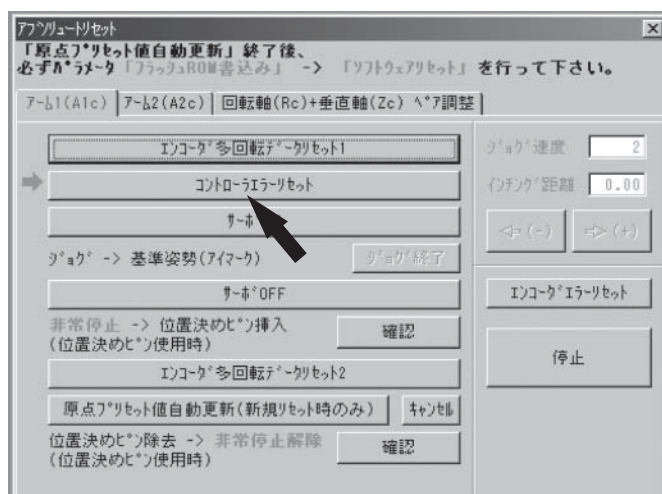 アブソリュートリセット
「原点プリセット値自動更新」終了後、
必ずパラメータ「フラッシュROM書込み」 -> 「ソフトウェアリセット」 を行って下さい。
アーム1(A1c) アーム2(A2c) 回転軸(Rc)+垂直軸(Zc) ペア調整
エンコーダ多回転データリセット1
コントローラエラーリセット
サーボ
ジョグ -> 基準姿勢(アイマーク) ジョグ終了
サーボOFF
非常停止 -> 位置決めピン挿入
(位置決めピン使用時) 確認
エンコーダ多回転データリセット2
原点プリセット値自動更新(新規リセット時のみ) キャンセル
位置決めピン除去 -> 非常停止解除
(位置決めピン使用時) 確認
ジョグ速度 2
インチング距離 0.00
(-) (+)
エンコーダエラーリセット
停止